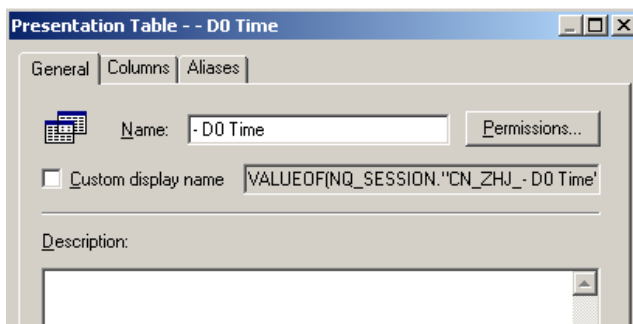 Presentation Table - - D0 Time
General Columns Aliases
Name: - D0 Time Permissions...
Custom display name VALUEOF(NQ_SESSION."CN_ZHJ_- D0 Time"
Description: